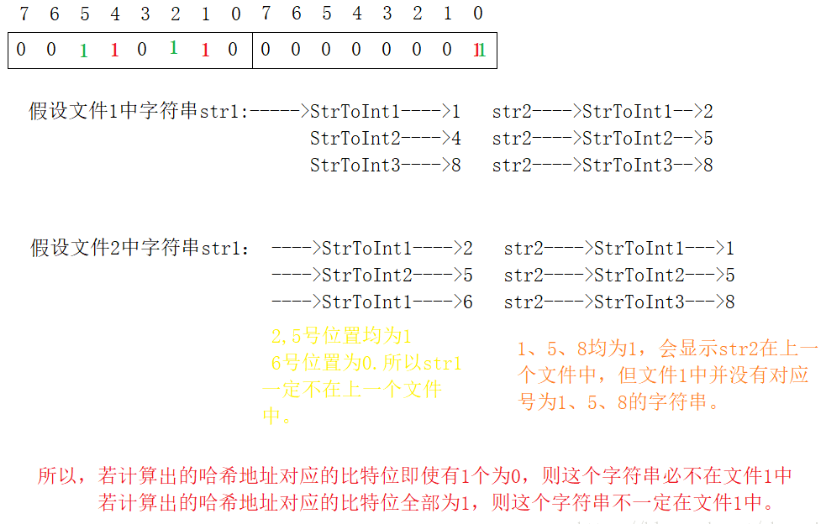 7 6 5 4 3 2 1 0 7 6 5 4 3 2 1 0
0 0 1 1 0 1 1 0 0 0 0 0 0 0 0 11
假设文件1中字符串str1:----->StrToInt1---->1 str2---->StrToInt1-->2
StrToInt2---->4 str2---->StrToInt2-->5
StrToInt3---->8 str2---->StrToInt3-->8
假设文件2中字符串str1: ---->StrToInt1---->2 str2---->StrToInt1--->1
---->StrToInt2---->5 str2---->StrToInt2--->5
---->StrToInt1---->6 str2---->StrToInt3--->8
2,5号位置均为1
6号位置为0.所以str1
一定不在上一个文件
中。
1、5、8均为1，会显示str2在上一
个文件中，但文件1中并没有对应
号为1、5、8的字符串。
所以，若计算出的哈希地址对应的比特位即使有1个为0，则这个字符串必不在文件1中
若计算出的哈希地址对应的比特位全部为1，则这个字符串不一定在文件1中。